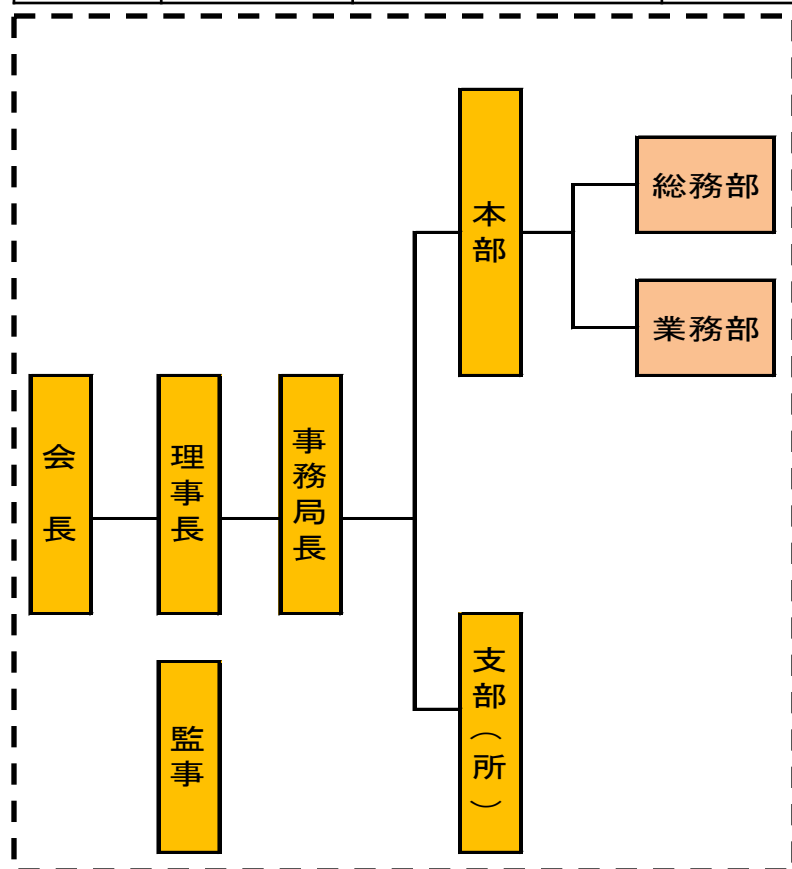 会長
理事長
事務局長
監事
本部
支部（所）
総務部
業務部